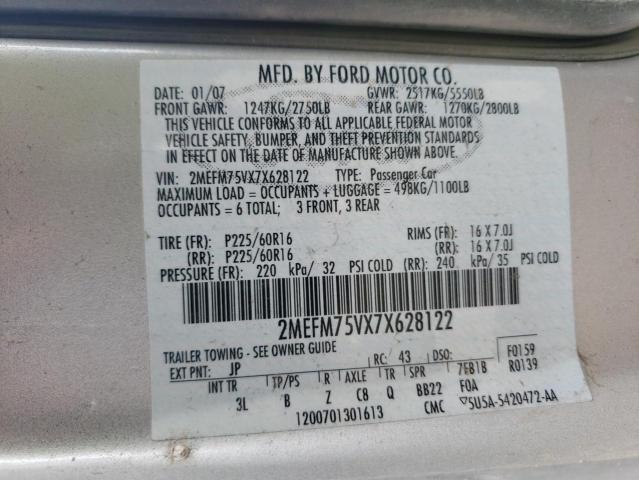 MFD. BY FORD MOTOR CO.
DATE: 01/07 GVWR: 2517KG/5550LB
FRONT GAWR: 1247KG/2750LB REAR GAWR: 1270KG/2800LB
THIS VEHICLE CONFORMS TO ALL APPLICABLE FEDERAL MOTOR
VEHICLE SAFETY, BUMPER, AND THEFT PREVENTION STANDARDS
IN EFFECT ON THE DATE OF MANUFACTURE SHOWN ABOVE.
VIN: 2MEFM75VX7X628122 TYPE: Passenger Car
MAXIMUM LOAD = OCCUPANTS + LUGGAGE = 498KG/1100LB
OCCUPANTS = 6 TOTAL; 3 FRONT, 3 REAR
TIRE (FR): P225/60R16 RIMS (FR): 16 X 7.0J
(RR): P225/60R16 (RR): 16 X 7.0J
PRESSURE (FR): 220 kPa/ 32 PSI COLD (RR): 240 kPa/ 35 PSI COLD
2MEFM75VX7X628122
TRAILER TOWING - SEE OWNER GUIDE
EXT PNT: JP RC: 43 DSO: F0159
7FB1B R0139
INT TR TP/PS R AXLE TR SPR
3L B Z C8 Q BB22 FOA
1200701301613 CMC ▽5U5A-5420472-AA